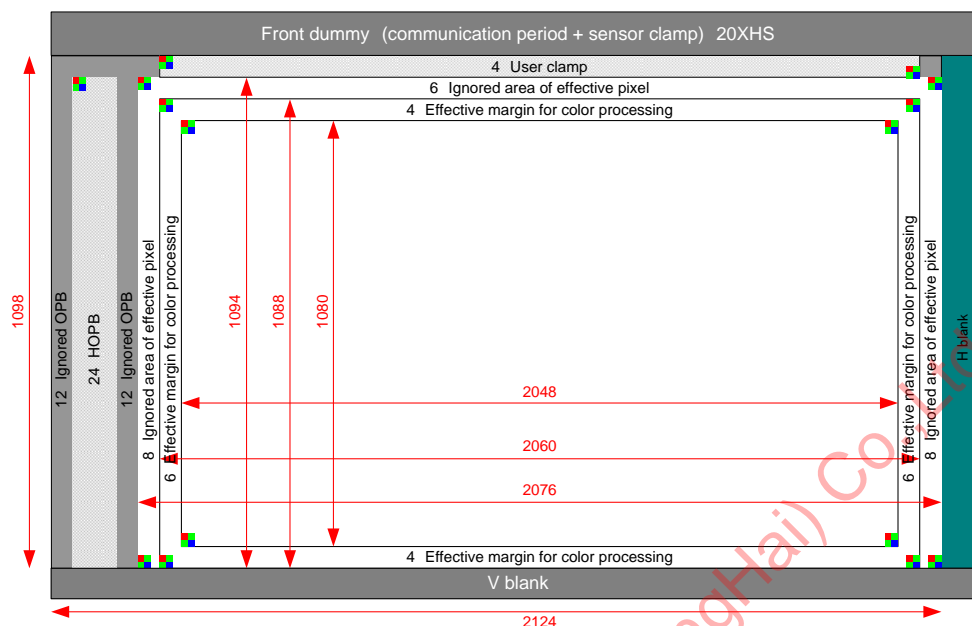 Front dummy (communication period + sensor clamp) 20XHS
4 User clamp
6 Ignored area of effective pixel
4 Effective margin for color processing
1098
12 Ignored OPB
24 HOPB
12 Ignored OPB
8 Ignored area of effective pixel
6 Effective margin for color processing
1094
1088
1080
2048
2060
2076
6 Effective margin for color processing
8 Ignored area of effective pixel
H blank
4 Effective margin for color processing
V blank
2124